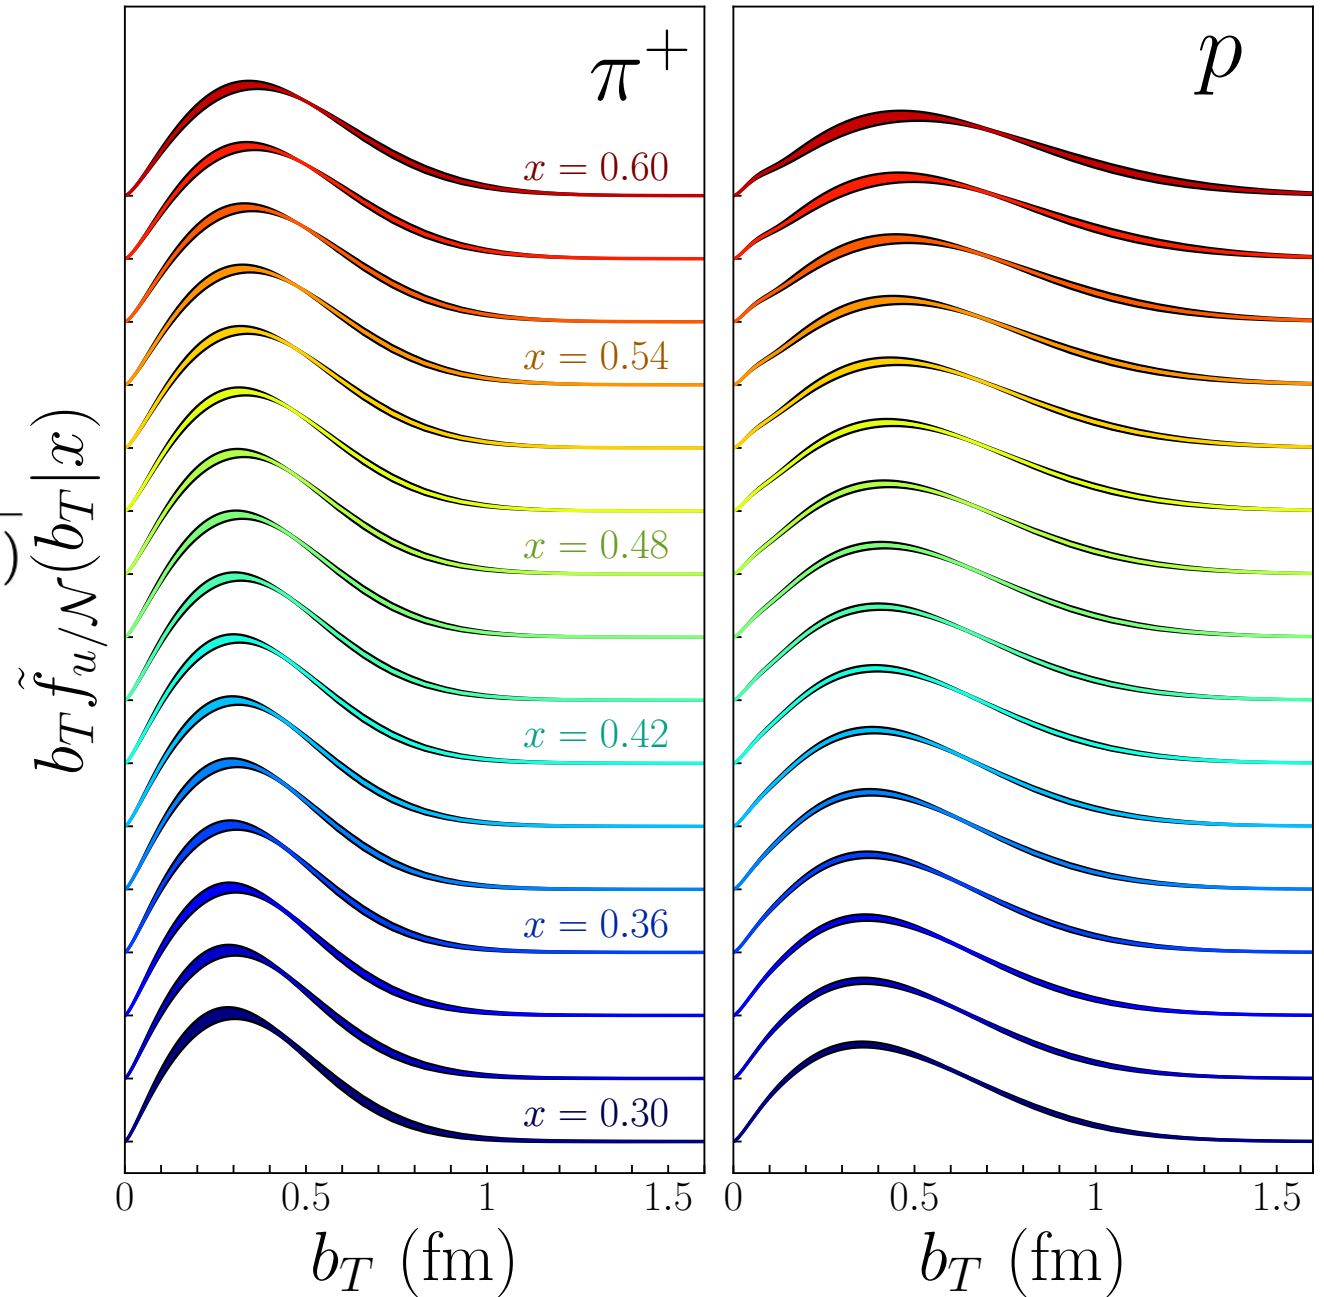 π⁺
p
x = 0.60
x = 0.54
x = 0.48
x = 0.42
x = 0.36
x = 0.30
)
b_T f̃_{u/𝒩}(b_T|x)
0 0.5 1 1.5
0 0.5 1 1.5
b_T (fm)
b_T (fm)